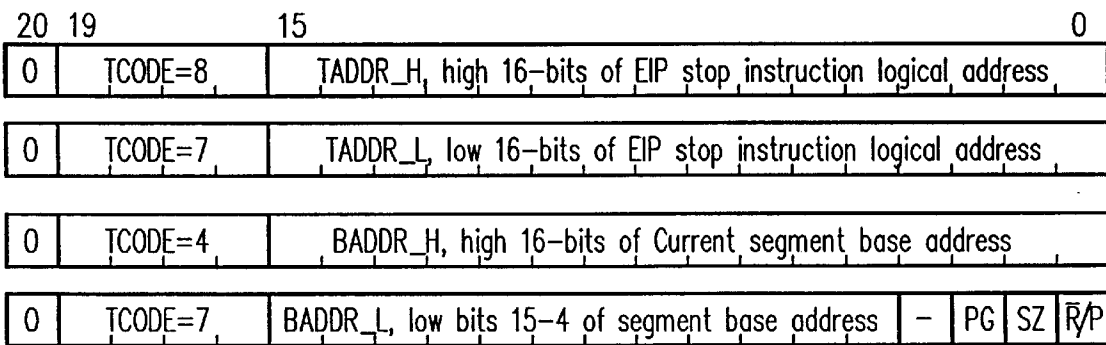 20 19 15 0
0 TCODE=8 TADDR_H, high 16-bits of EIP stop instruction logical address
0 TCODE=7 TADDR_L, low 16-bits of EIP stop instruction logical address
0 TCODE=4 BADDR_H, high 16-bits of Current segment base address
0 TCODE=7 BADDR_L, low bits 15-4 of segment base address - PG SZ R̅/P